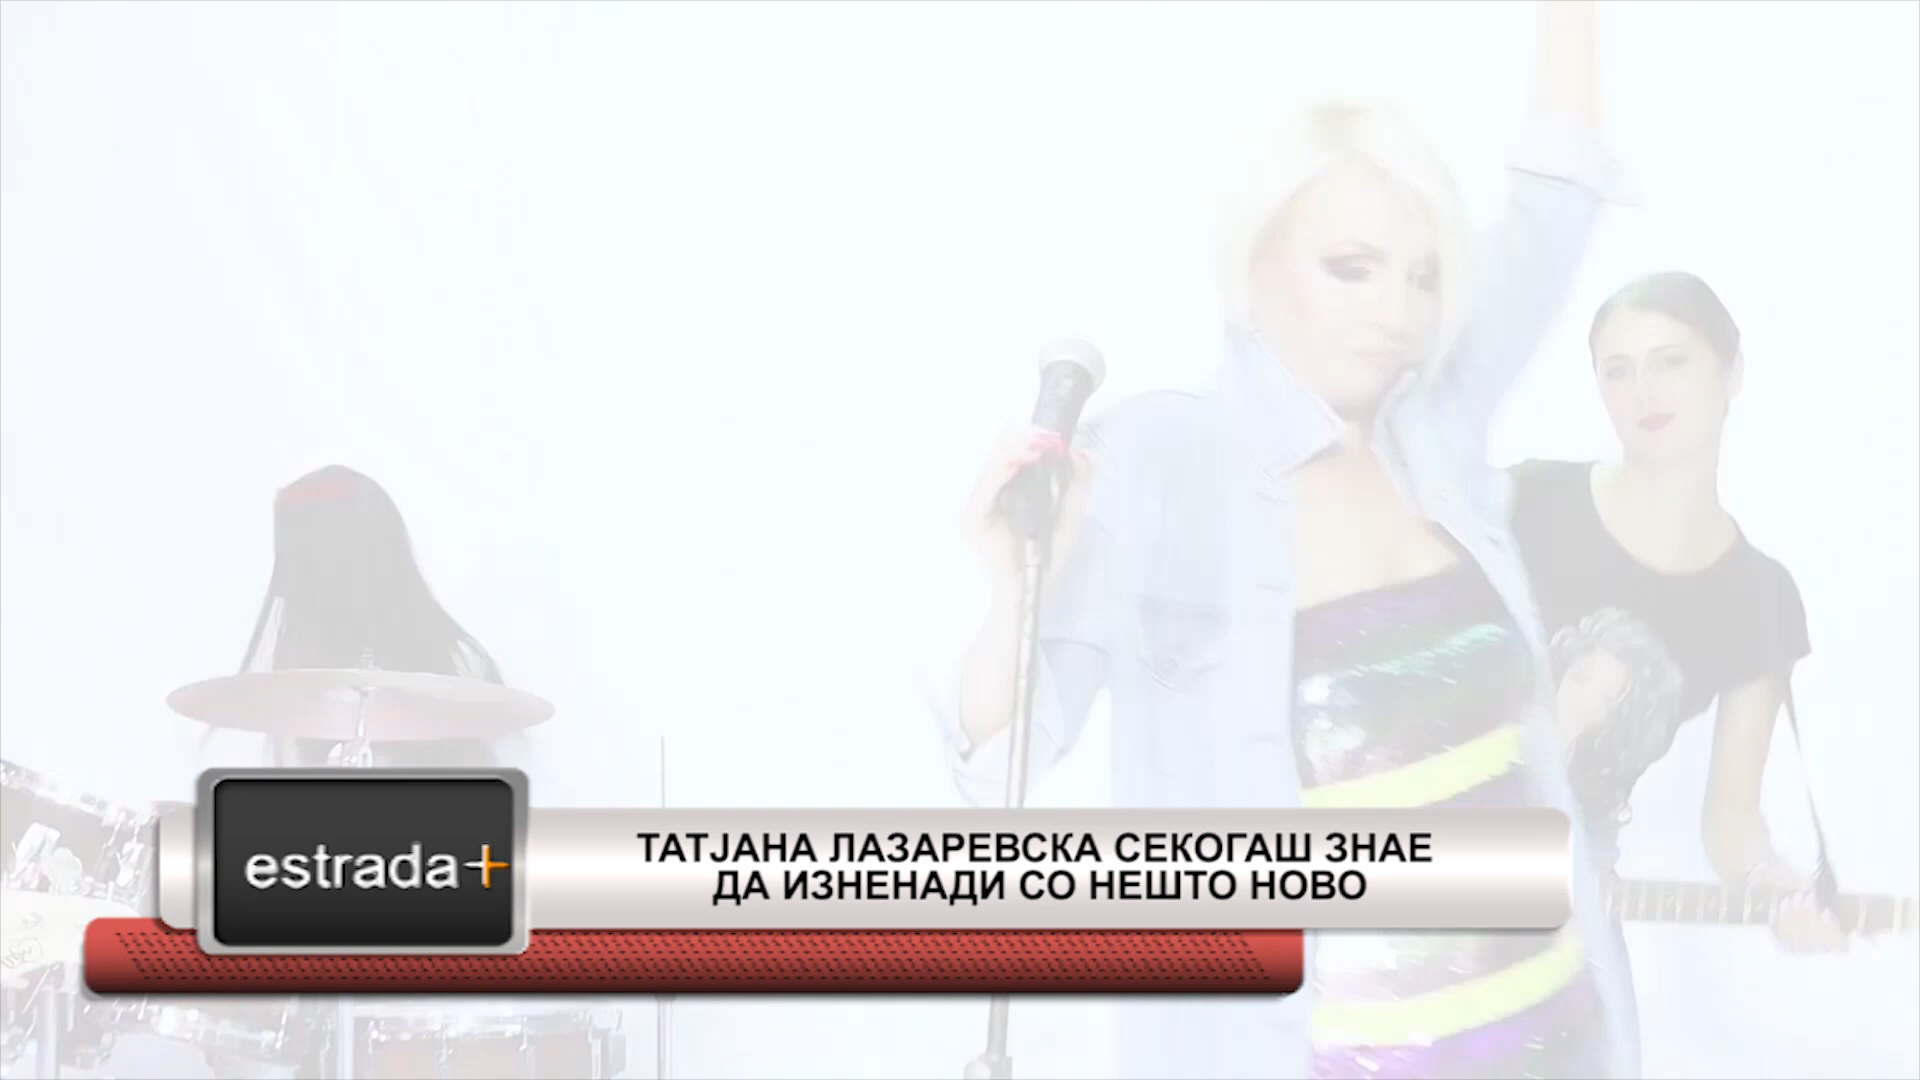 estrada+
ТАТЈАНА ЛАЗАРЕВСКА СЕКОГАШ ЗНАЕ
ДА ИЗНЕНАДИ СО НЕШТО НОВО